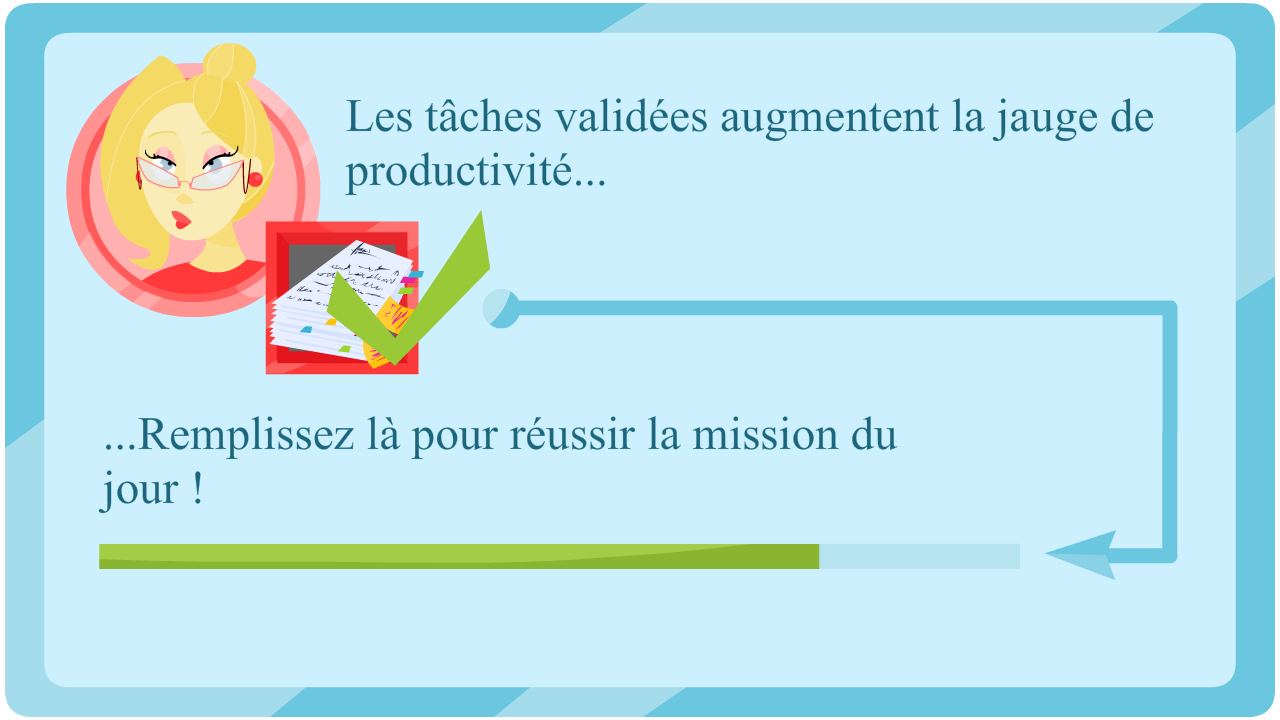 Les tâches validées augmentent la jauge de
productivité...
...Remplissez là pour réussir la mission du
jour !